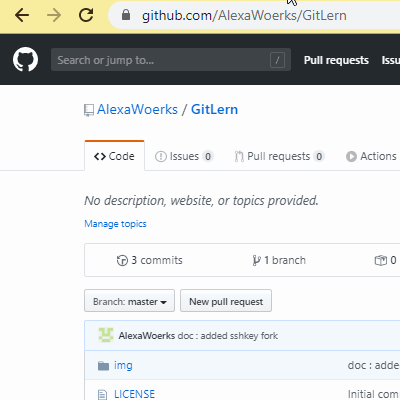 github.com/AlexaWoerks/GitLern
Search or jump to... / Pull requests Issu
AlexaWoerks / GitLern
Code Issues 0 Pull requests 0 Actions
No description, website, or topics provided.
Manage topics
3 commits 1 branch 0
Branch: master New pull request
AlexaWoerks doc : added sshkey fork
img doc : adde
LICENSE Initial com